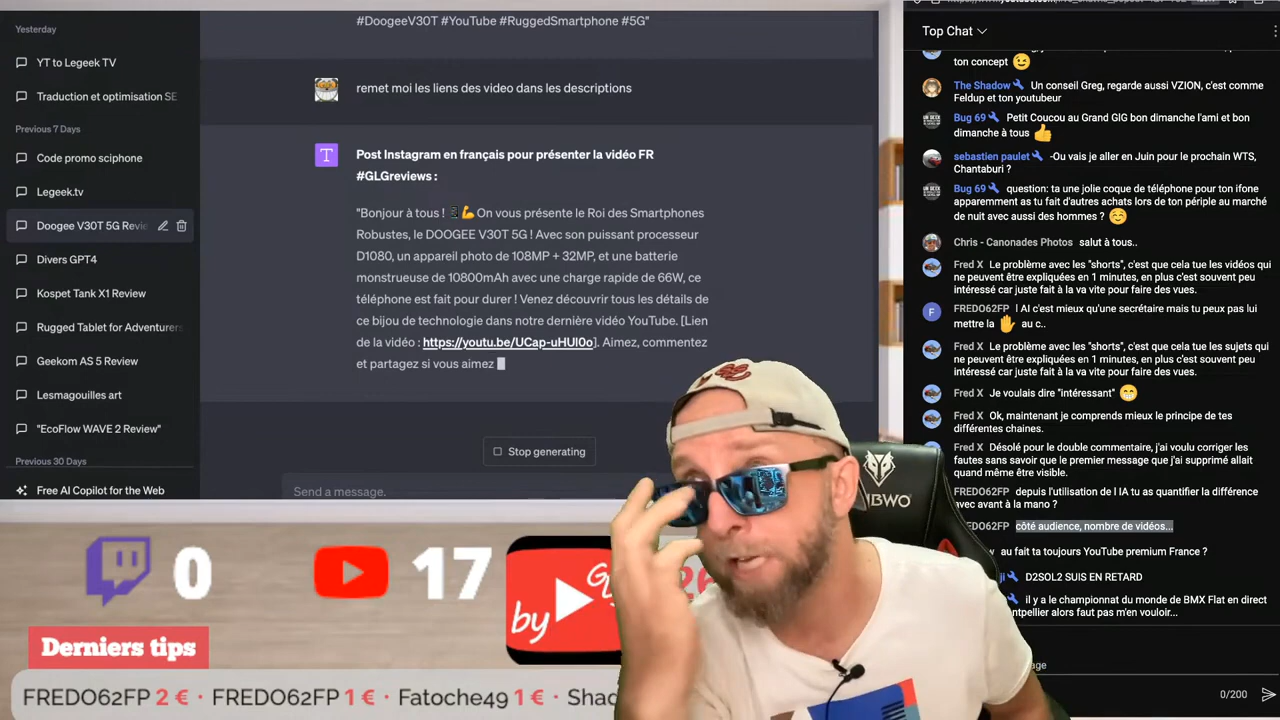 Yesterday
YT to Legeek TV
Traduction et optimisation SE
Previous 7 Days
Code promo sciphone
Legeek.tv
Doogee V30T 5G Revie
Divers GPT4
Kospet Tank X1 Review
Rugged Tablet for Adventurers
Geekom AS 5 Review
Lesmagouilles art
"EcoFlow WAVE 2 Review"
Previous 30 Days
Free AI Copilot for the Web
#DoogeeV30T #YouTube #RuggedSmartphone #5G"
remet moi les liens des video dans les descriptions
T
Post Instagram en français pour présenter la vidéo FR
#GLGreviews :
"Bonjour à tous ! 📱💪 On vous présente le Roi des Smartphones
Robustes, le DOOGEE V30T 5G ! Avec son puissant processeur
D1080, un appareil photo de 108MP + 32MP, et une batterie
monstrueuse de 10800mAh avec une charge rapide de 66W, ce
téléphone est fait pour durer ! Venez découvrir tous les détails de
ce bijou de technologie dans notre dernière vidéo YouTube. [Lien
de la vidéo : https://youtu.be/UCap-uHUl0o]. Aimez, commentez
et partagez si vous aimez
Stop generating
Send a message.
Top Chat
ton concept 😉
The Shadow Un conseil Greg, regarde aussi VZION, c'est comme
Feldup et ton youtubeur
Bug 69 Petit Coucou au Grand GIG bon dimanche l'ami et bon
dimanche à tous 👍
sebastien paulet -Ou vais je aller en Juin pour le prochain WTS,
Chantaburi ?
Bug 69 question: ta une jolie coque de téléphone pour ton ifone
apparemment as tu fait d'autres achats lors de ton périple au marché
de nuit avec aussi des hommes ? ☺️
Chris - Canonades Photos salut à tous..
Fred X Le problème avec les "shorts", c'est que cela tue les vidéos qui
ne peuvent être expliquées en 1 minutes, en plus c'est souvent peu
intéressé car juste fait à la va vite pour faire des vues.
F
FREDO62FP l AI c'est mieux qu'une secrétaire mais tu peux pas lui
mettre la ✋ au c..
Fred X Le problème avec les "shorts", c'est que cela tue les sujets qui
ne peuvent être expliquées en 1 minutes, en plus c'est souvent peu
intéressé car juste fait à la va vite pour faire des vues.
Fred X Je voulais dire "intéressant" 😁
Fred X Ok, maintenant je comprends mieux le principe de tes
différentes chaines.
Fred X Désolé pour le double commentaire, j'ai voulu corriger les
fautes sans savoir que le premier message que j'ai supprimé allait
quand même être visible.
FREDO62FP depuis l'utilisation de l IA tu as quantifier la différence
avec avant à la mano ?
EDO62FP côté audience, nombre de vidéos...
au fait ta toujours YouTube premium France ?
D2SOL2 SUIS EN RETARD
il y a le championnat du monde de BMX Flat en direct
ntpellier alors faut pas m'en vouloir...
0/200
IBWO
0
17
by
Derniers tips
FREDO62FP 2 € · FREDO62FP 1 € · Fatoche49 1 € · Shad